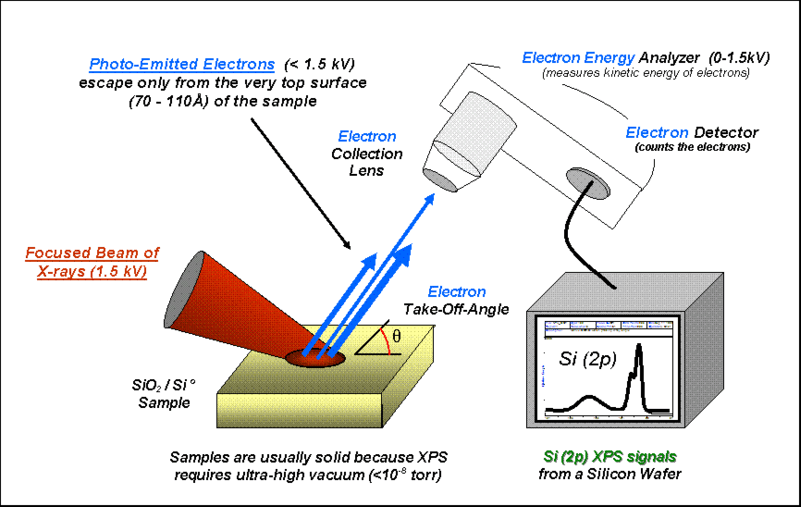 Photo-Emitted Electrons (< 1.5 kV)
escape only from the very top surface
(70 - 110Å) of the sample
Electron Energy Analyzer (0-1.5kV)
(measures kinetic energy of electrons)
Electron
Collection
Lens
Electron Detector
(counts the electrons)
Focused Beam of
X-rays (1.5 kV)
Electron
Take-Off-Angle
θ
SiO2 / Si°
Sample
Si (2p)
Samples are usually solid because XPS
requires ultra-high vacuum (<10-8 torr)
Si (2p) XPS signals
from a Silicon Wafer